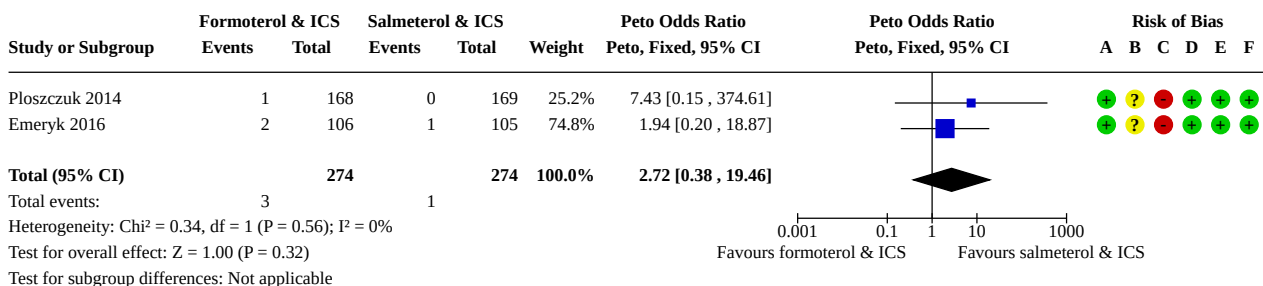 Formoterol & ICS Salmeterol & ICS Peto Odds Ratio Peto Odds Ratio Risk of Bias
Study or Subgroup Events Total Events Total Weight Peto, Fixed, 95% CI Peto, Fixed, 95% CI A B C D E F
Ploszczuk 2014 1 168 0 169 25.2% 7.43 [0.15 , 374.61] + ? - + + +
Emeryk 2016 2 106 1 105 74.8% 1.94 [0.20 , 18.87] + ? - + + +
Total (95% CI) 274 274 100.0% 2.72 [0.38 , 19.46]
Total events: 3 1
Heterogeneity: Chi² = 0.34, df = 1 (P = 0.56); I² = 0% 0.001 0.1 1 10 1000
Test for overall effect: Z = 1.00 (P = 0.32) Favours formoterol & ICS Favours salmeterol & ICS
Test for subgroup differences: Not applicable